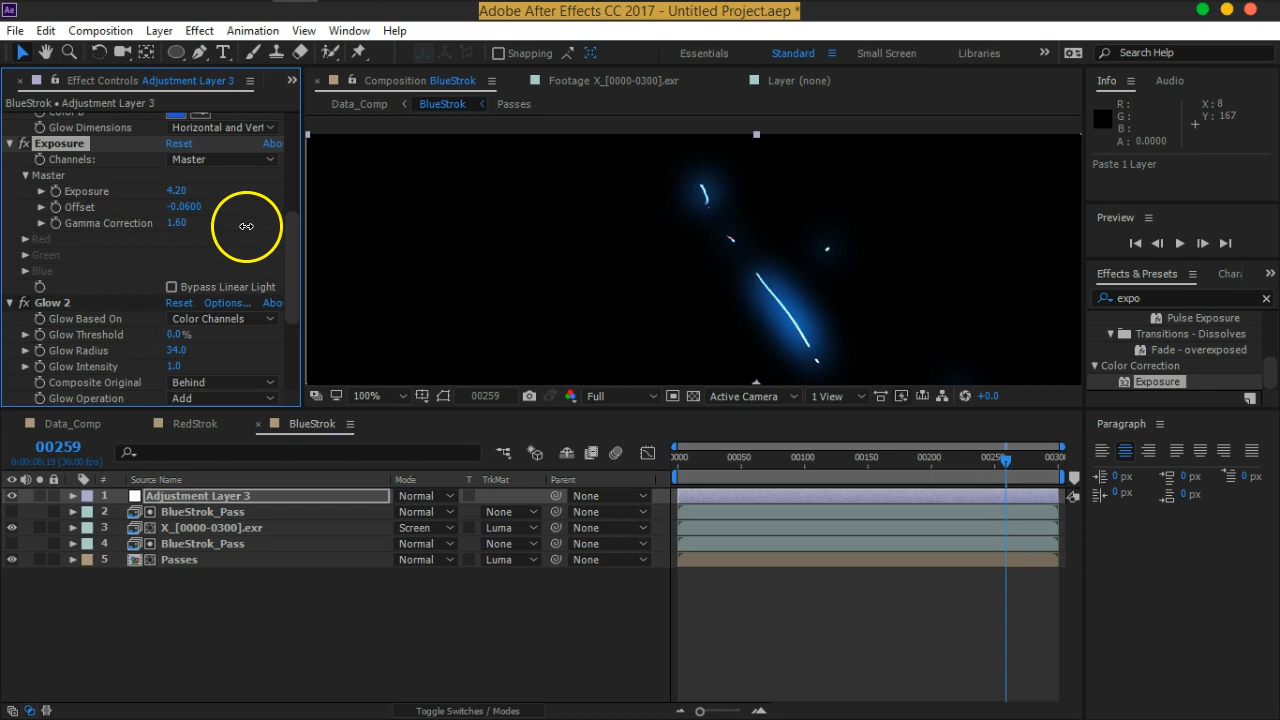 Ae Adobe After Effects CC 2017 - Untitled Project.aep *
File Edit Composition Layer Effect Animation View Window Help
Snapping Essentials Standard Small Screen Libraries Search Help
Effect Controls Adjustment Layer 3 Composition BlueStrok Footage X_[0000-0300].exr Layer (none) Info Audio
BlueStrok • Adjustment Layer 3 Data_Comp BlueStrok Passes
Glow Dimensions Horizontal and Vert
fx Exposure Reset Abo
Channels: Master
Master
Exposure 4.20
Offset -0.0600
Gamma Correction 1.60
Red
Green
Blue
Bypass Linear Light
fx Glow 2 Reset Options... Abo
Glow Based On Color Channels
Glow Threshold 0.0%
Glow Radius 34.0
Glow Intensity 1.0
Composite Original Behind
Glow Operation Add
R : X : 8
G : Y : 167
B :
A : 0.0000
Paste 1 Layer
Preview
Effects & Presets Chara
expo
Pulse Exposure
Transitions - Dissolves
Fade - overexposed
Color Correction
Exposure
100% 00259 Full Active Camera 1 View +0.0
Data_Comp RedStrok BlueStrok Paragraph
00259
0:00:08:19 (30.00 fps)
0000 00050 00100 00150 00200 00250 00300
0 px 0 px 0 px
0 px 0 px
# Source Name Mode T TrkMat Parent
1 Adjustment Layer 3 Normal None
2 BlueStrok_Pass Normal None None
3 X_[0000-0300].exr Screen Luma None
4 BlueStrok_Pass Normal None None
5 Passes Normal Luma None
Toggle Switches / Modes